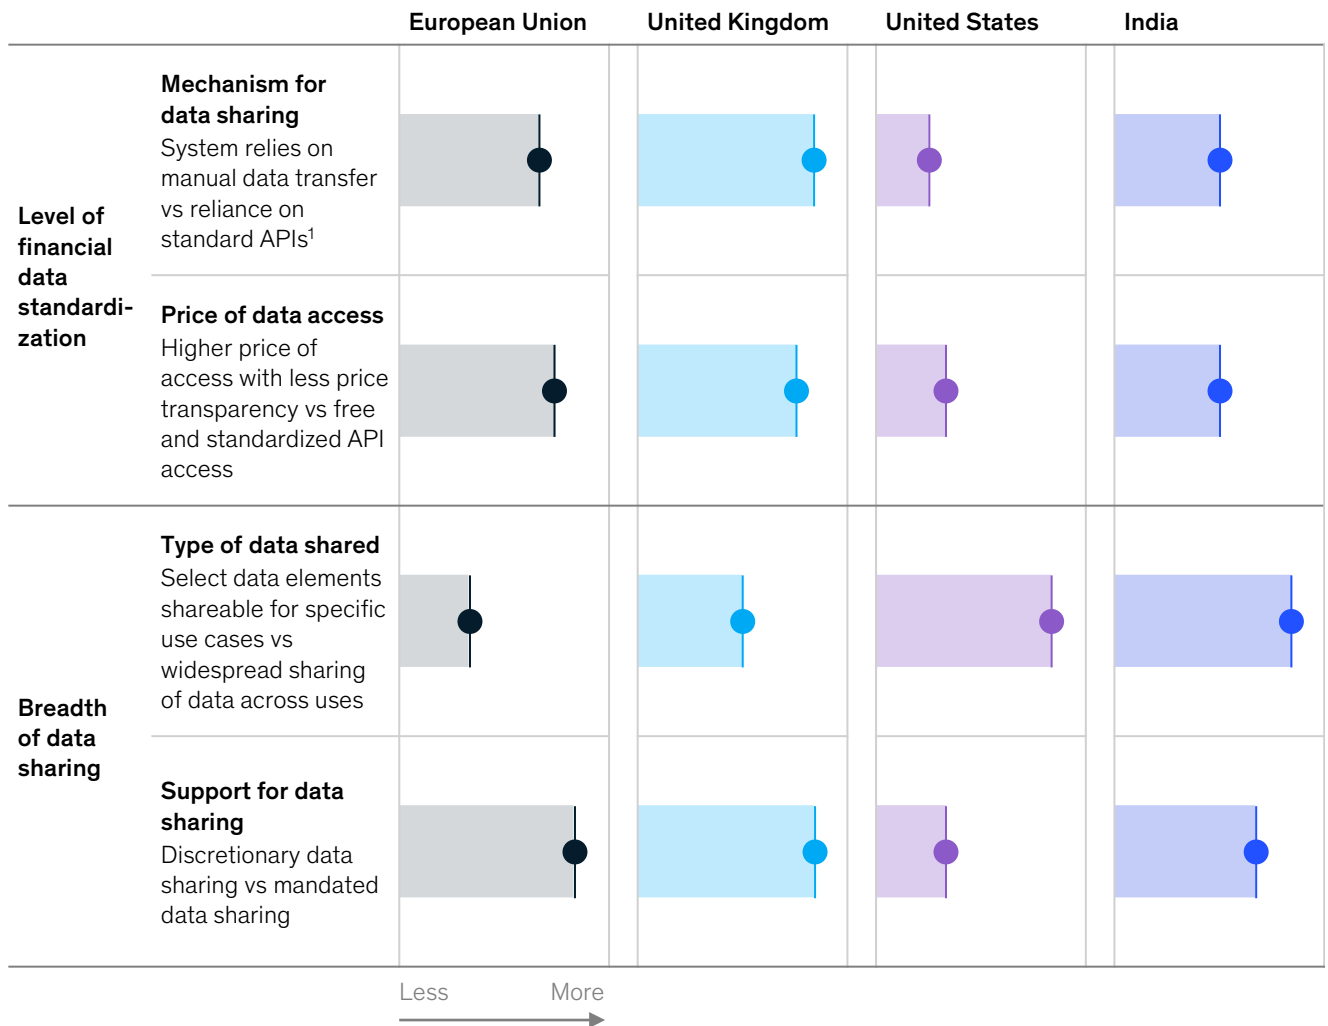 European Union
United Kingdom
United States
India
Level of
financial
data
standardi-
zation
Mechanism for
data sharing
System relies on
manual data transfer
vs reliance on
standard APIs¹
Price of data access
Higher price of
access with less price
transparency vs free
and standardized API
access
Breadth
of data
sharing
Type of data shared
Select data elements
shareable for specific
use cases vs
widespread sharing
of data across uses
Support for data
sharing
Discretionary data
sharing vs mandated
data sharing
Less
More